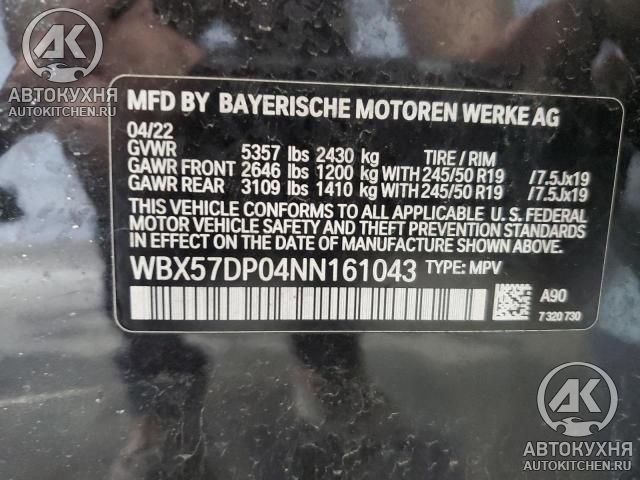 AK
АВТОКУХНЯ
AUTOKITCHEN.RU
MFD BY BAYERISCHE MOTOREN WERKE AG
04/22
GVWR 5357 lbs 2430 kg TIRE / RIM
GAWR FRONT 2646 lbs 1200 kg WITH 245/50 R19 /7.5Jx19
GAWR REAR 3109 lbs 1410 kg WITH 245/50 R19 /7.5Jx19
THIS VEHICLE CONFORMS TO ALL APPLICABLE U. S. FEDERAL
MOTOR VEHICLE SAFETY AND THEFT PREVENTION STANDARDS
IN EFFECT ON THE DATE OF MANUFACTURE SHOWN ABOVE.
WBX57DP04NN161043 TYPE: MPV
A90
7 320 730
AK
АВТОКУХНЯ
AUTOKITCHEN.RU